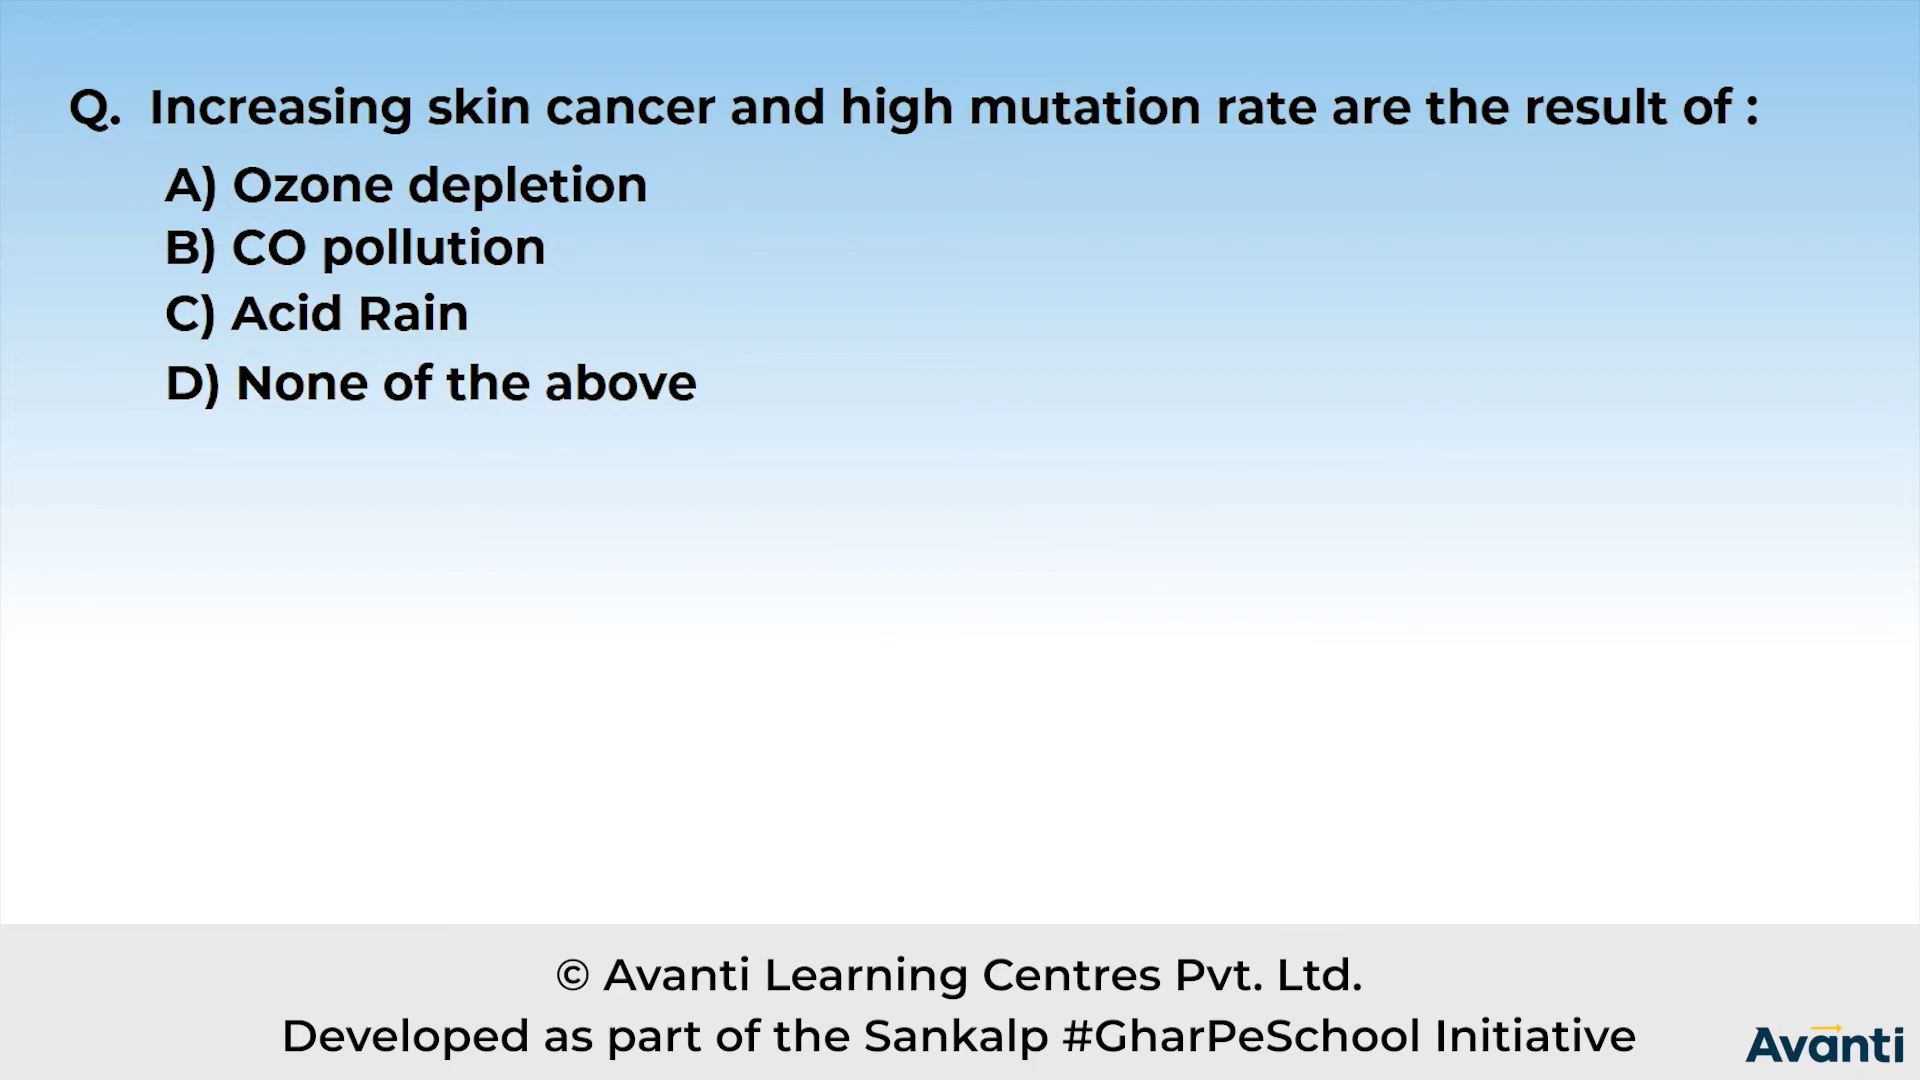 Q. Increasing skin cancer and high mutation rate are the result of :
A) Ozone depletion
B) CO pollution
C) Acid Rain
D) None of the above
© Avanti Learning Centres Pvt. Ltd.
Developed as part of the Sankalp #GharPeSchool Initiative
Avanti